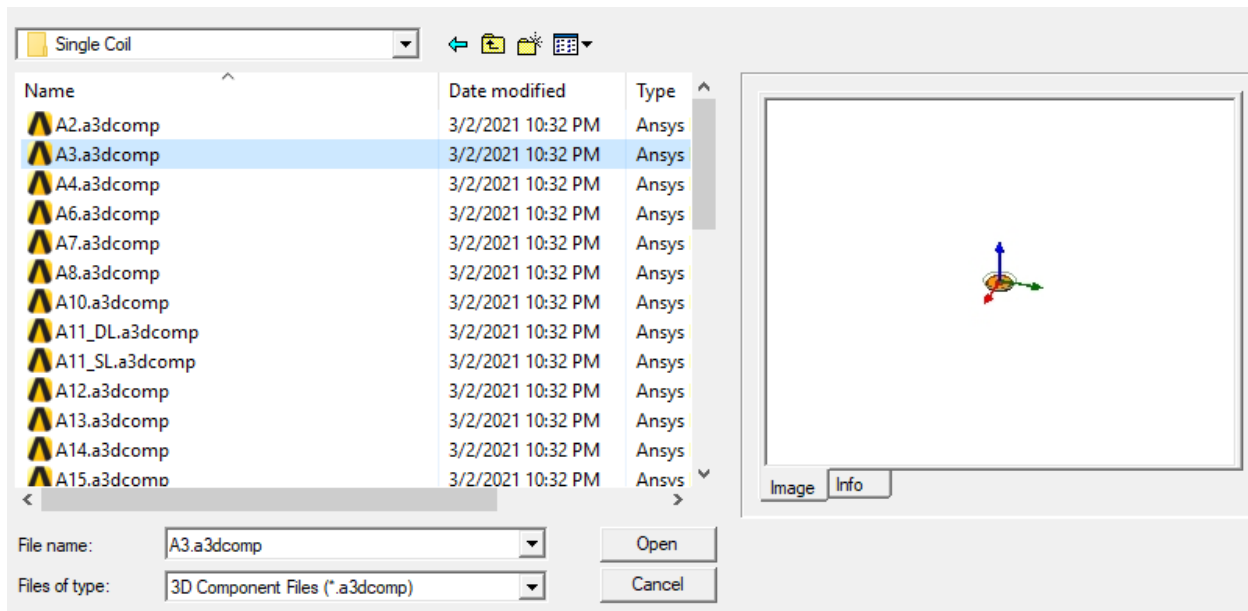 Single Coil
Name Date modified Type
A2.a3dcomp 3/2/2021 10:32 PM Ansys
A3.a3dcomp 3/2/2021 10:32 PM Ansys
A4.a3dcomp 3/2/2021 10:32 PM Ansys
A6.a3dcomp 3/2/2021 10:32 PM Ansys
A7.a3dcomp 3/2/2021 10:32 PM Ansys
A8.a3dcomp 3/2/2021 10:32 PM Ansys
A10.a3dcomp 3/2/2021 10:32 PM Ansys
A11_DL.a3dcomp 3/2/2021 10:32 PM Ansys
A11_SL.a3dcomp 3/2/2021 10:32 PM Ansys
A12.a3dcomp 3/2/2021 10:32 PM Ansys
A13.a3dcomp 3/2/2021 10:32 PM Ansys
A14.a3dcomp 3/2/2021 10:32 PM Ansys
A15.a3dcomp 3/2/2021 10:32 PM Ansys
Image Info
File name: A3.a3dcomp Open
Files of type: 3D Component Files (*.a3dcomp) Cancel